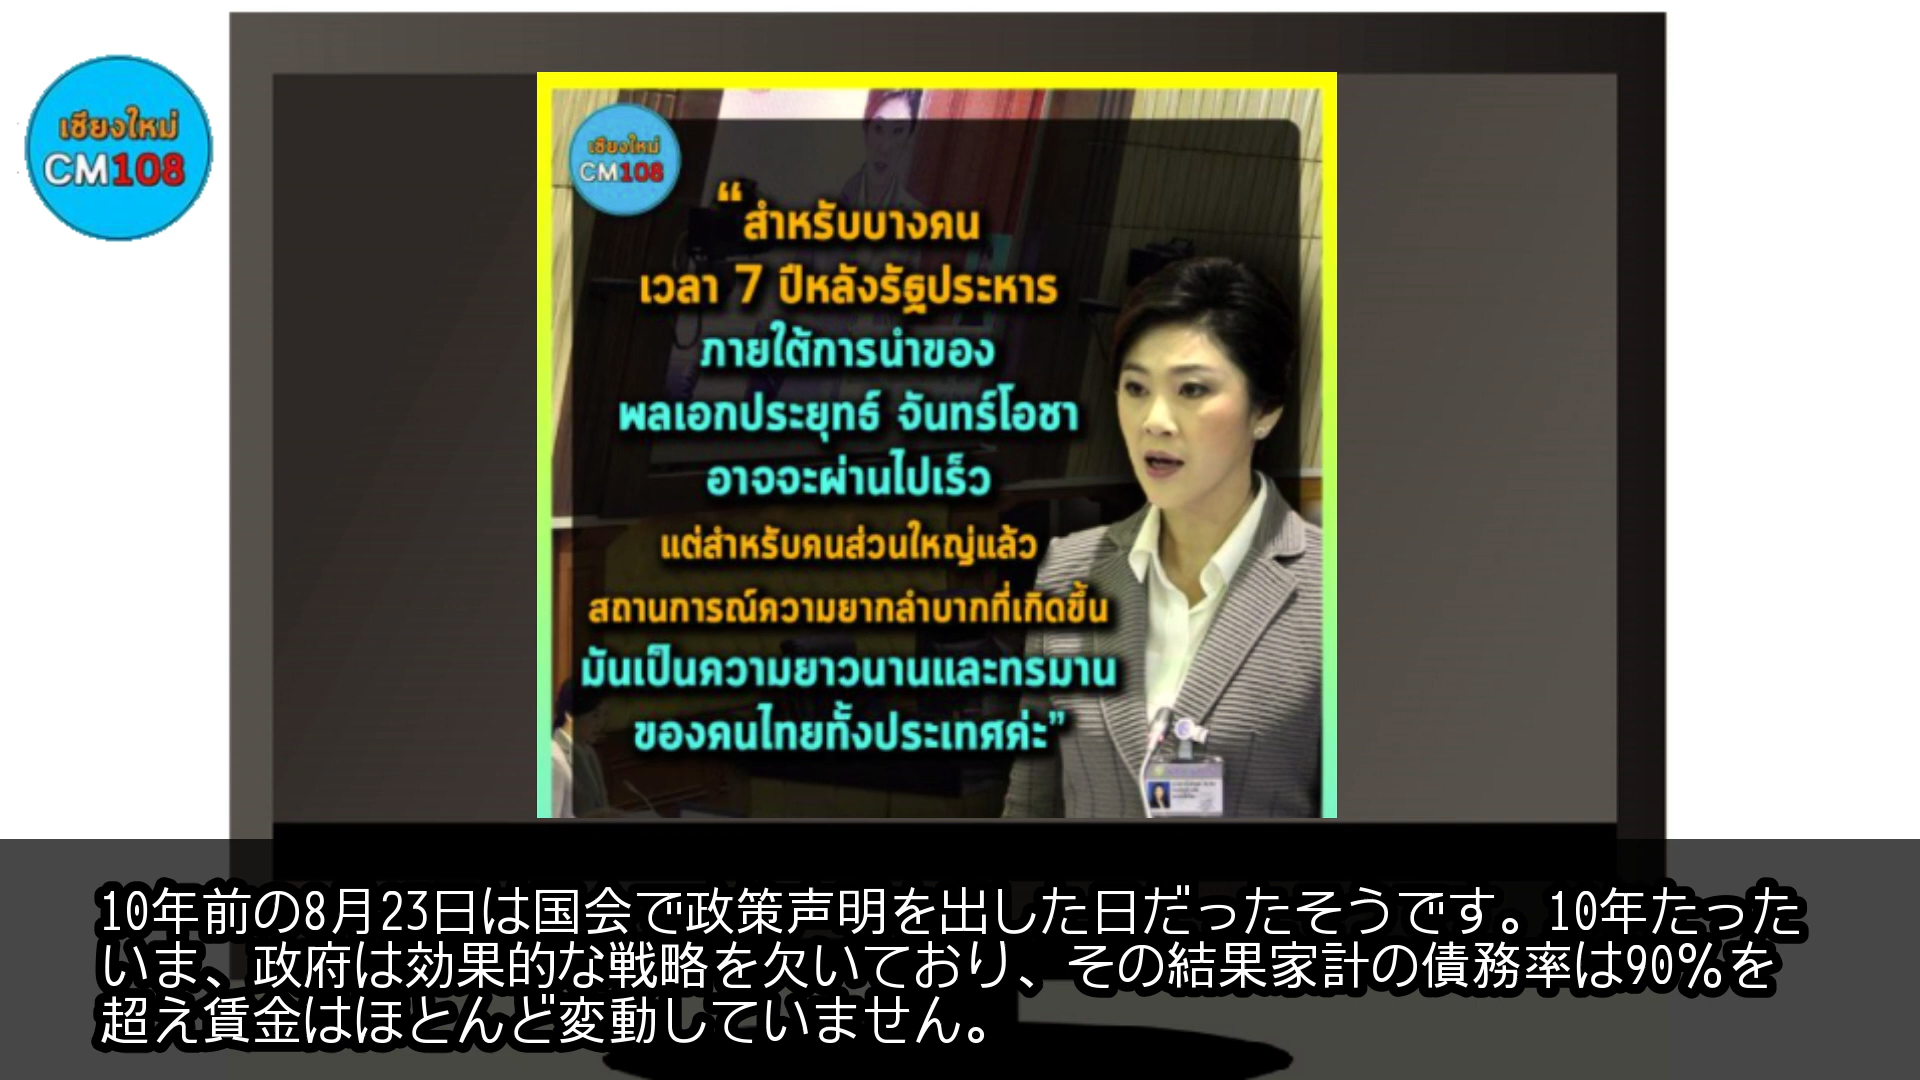 เชียงใหม่
CM108
เชียงใหม่
CM108
“สำหรับบางคน
เวลา 7 ปีหลังรัฐประหาร
ภายใต้การนำของ
พลเอกประยุทธ์ จันทร์โอชา
อาจจะผ่านไปเร็ว
แต่สำหรับคนส่วนใหญ่แล้ว
สถานการณ์ความยากลำบากที่เกิดขึ้น
มันเป็นความยาวนานและทรมาน
ของคนไทยทั้งประเทศค่ะ”
10年前の8月23日は国会で政策声明を出した日だったそうです。10年たった
いま、政府は効果的な戦略を欠いており、その結果家計の債務率は90%を
超え賃金はほとんど変動していません。